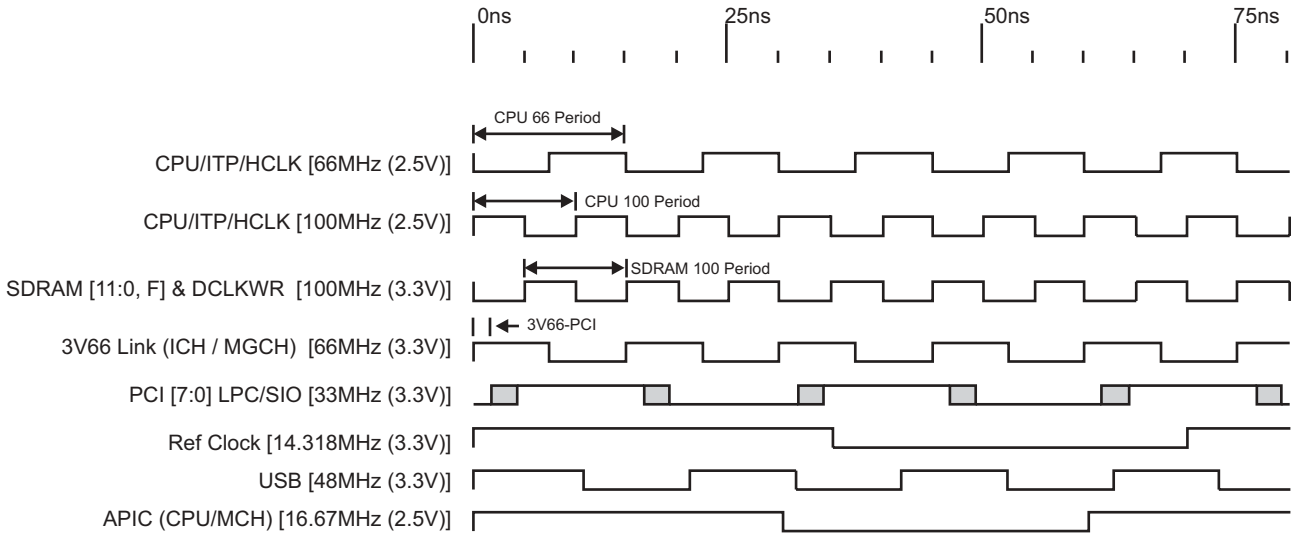 0ns 25ns 50ns 75ns
CPU 66 Period
CPU/ITP/HCLK [66MHz (2.5V)]
CPU 100 Period
CPU/ITP/HCLK [100MHz (2.5V)]
SDRAM 100 Period
SDRAM [11:0, F] & DCLKWR [100MHz (3.3V)]
3V66-PCI
3V66 Link (ICH / MGCH) [66MHz (3.3V)]
PCI [7:0] LPC/SIO [33MHz (3.3V)]
Ref Clock [14.318MHz (3.3V)]
USB [48MHz (3.3V)]
APIC (CPU/MCH) [16.67MHz (2.5V)]